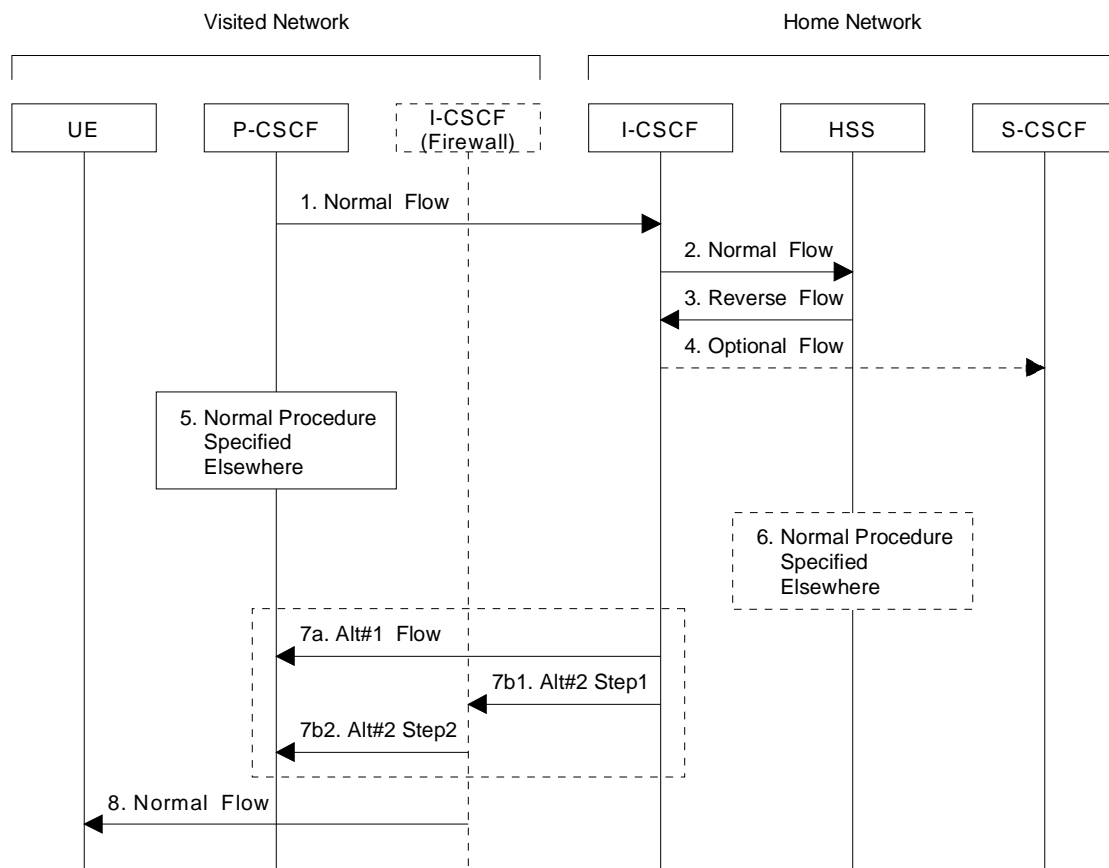 Visited Network
Home Network
UE
P-CSCF
I-CSCF
(Firewall)
I-CSCF
HSS
S-CSCF
1. Normal Flow
2. Normal Flow
3. Reverse Flow
4. Optional Flow
5. Normal Procedure
Specified
Elsewhere
6. Normal Procedure
Specified
Elsewhere
7a. Alt#1 Flow
7b1. Alt#2 Step1
7b2. Alt#2 Step2
8. Normal Flow